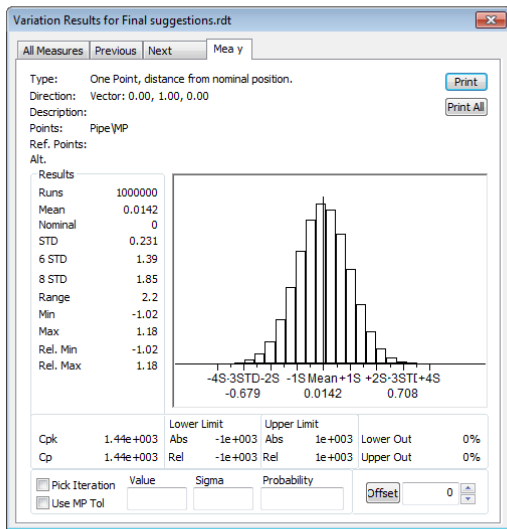 Variation Results for Final suggestions.rdt
All Measures Previous Next Mea y
Type: One Point, distance from nominal position.
Print
Direction: Vector: 0.00, 1.00, 0.00
Description:
Print All
Points: Pipe\MP
Ref. Points:
Alt.
Results
Runs 1000000
Mean 0.0142
Nominal 0
STD 0.231
6 STD 1.39
8 STD 1.85
Range 2.2
Min -1.02
Max 1.18
Rel. Min -1.02
Rel. Max 1.18
-4S-3STD-2S -1S Mean+1S +2S+3STD+4S
-0.679 0.0142 0.708
Lower Limit Upper Limit
Cpk 1.44e+003 Abs -1e+003 Abs 1e+003 Lower Out 0%
Cp 1.44e+003 Rel -1e+003 Rel 1e+003 Upper Out 0%
Pick Iteration Value Sigma Probability
Use MP Tol
Offset 0